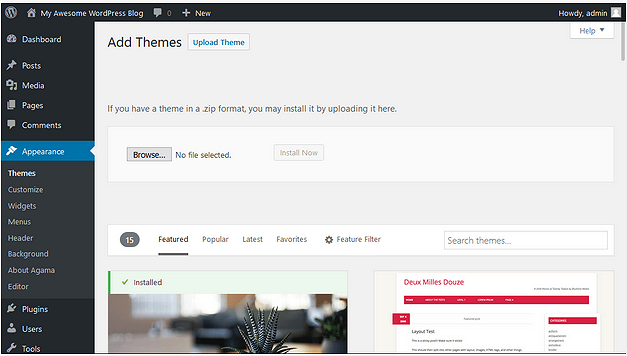 My Awesome WordPress Blog 0 + New Howdy, admin
Help ▼
Dashboard
Posts
Media
Pages
Comments
Appearance
Themes
Customize
Widgets
Menus
Header
Background
About Agama
Editor
Plugins
Users
Tools
Add Themes Upload Theme
If you have a theme in a .zip format, you may install it by uploading it here.
Browse... No file selected. Install Now
15 Featured Popular Latest Favorites Feature Filter Search themes...
Installed
Deux Milles Douze
Layout Test